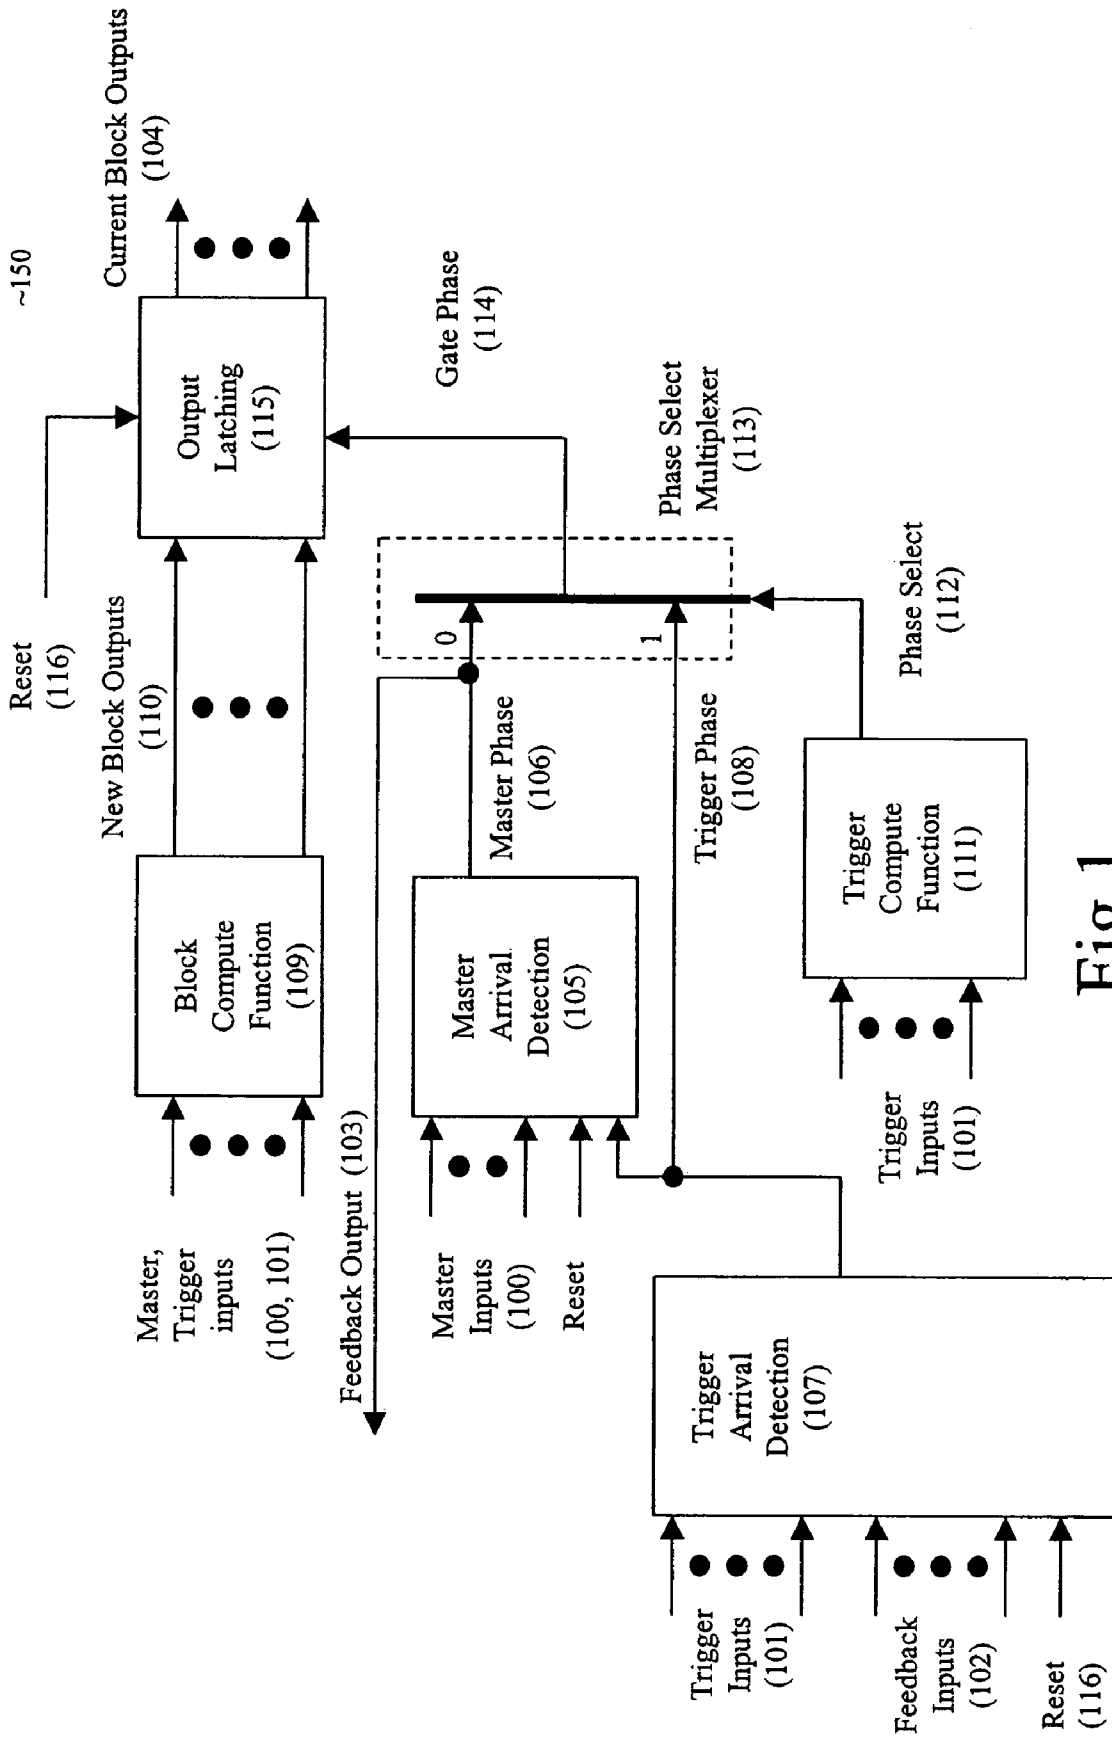 ~150
Reset
(116)
Current Block Outputs
(104)
New Block Outputs
(110)
Output
Latching
(115)
Block
Compute
Function
(109)
Master,
Trigger
inputs
(100, 101)
Gate Phase
(114)
Feedback Output (103)
Phase Select
Multiplexer
(113)
0
1
Master Phase
(106)
Master
Arrival
Detection
(105)
Master
Inputs
(100)
Reset
Trigger Phase
(108)
Phase Select
(112)
Trigger
Compute
Function
(111)
Trigger
Inputs
(101)
Trigger
Arrival
Detection
(107)
Trigger
Inputs
(101)
Feedback
Inputs
(102)
Reset
(116)
Fig 1